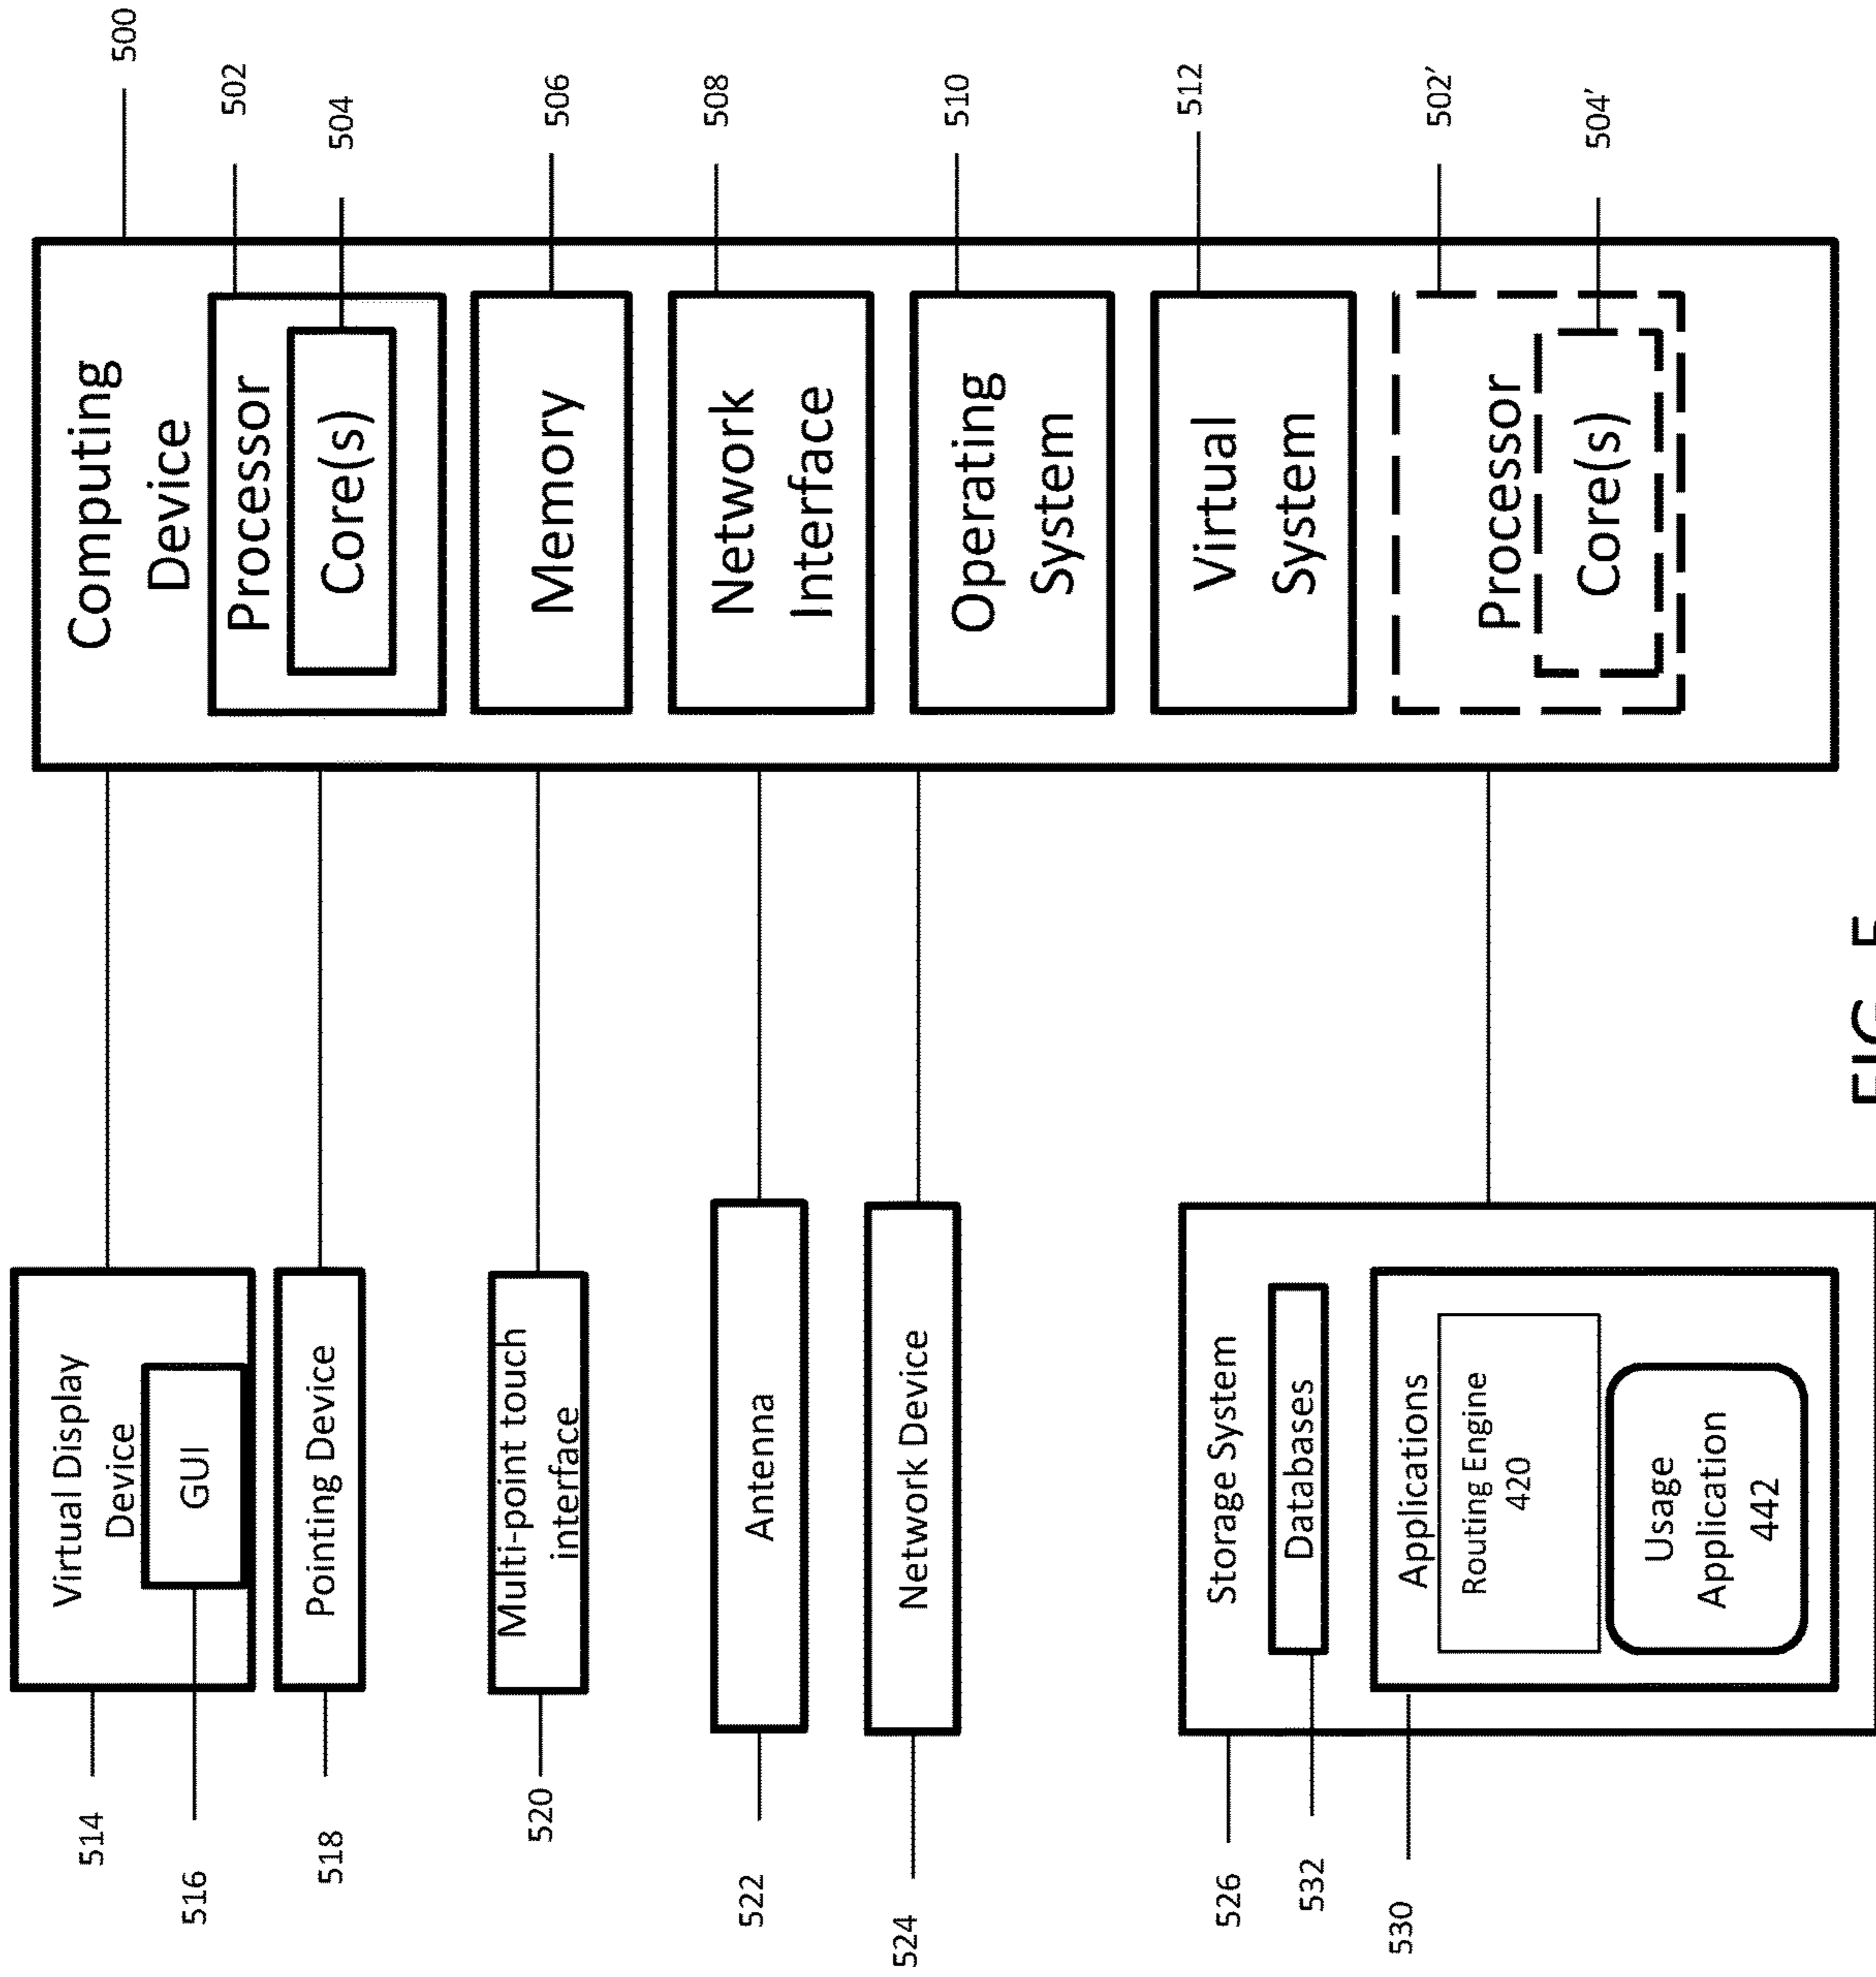 514
Virtual Display
Device
516
GUI
518
Pointing Device
520
Multi-point touch
interface
522
Antenna
524
Network Device
526
Storage System
532
Databases
530
Applications
Routing Engine
420
Usage
Application
442
Computing
Device
500
Processor
502
Core(s)
504
Memory
506
Network
Interface
508
Operating
System
510
Virtual
System
512
Processor
502'
Core(s)
504'
FIG. 5